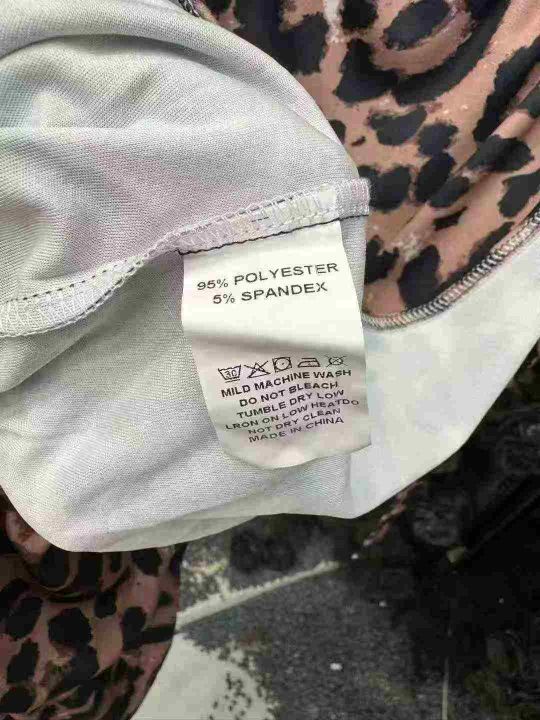 95% POLYESTER
5% SPANDEX
30
MILD MACHINE WASH
DO NOT BLEACH
TUMBLE DRY LOW
LRON ON LOW HEATDO
NOT DRY CLEAN
MADE IN CHINA